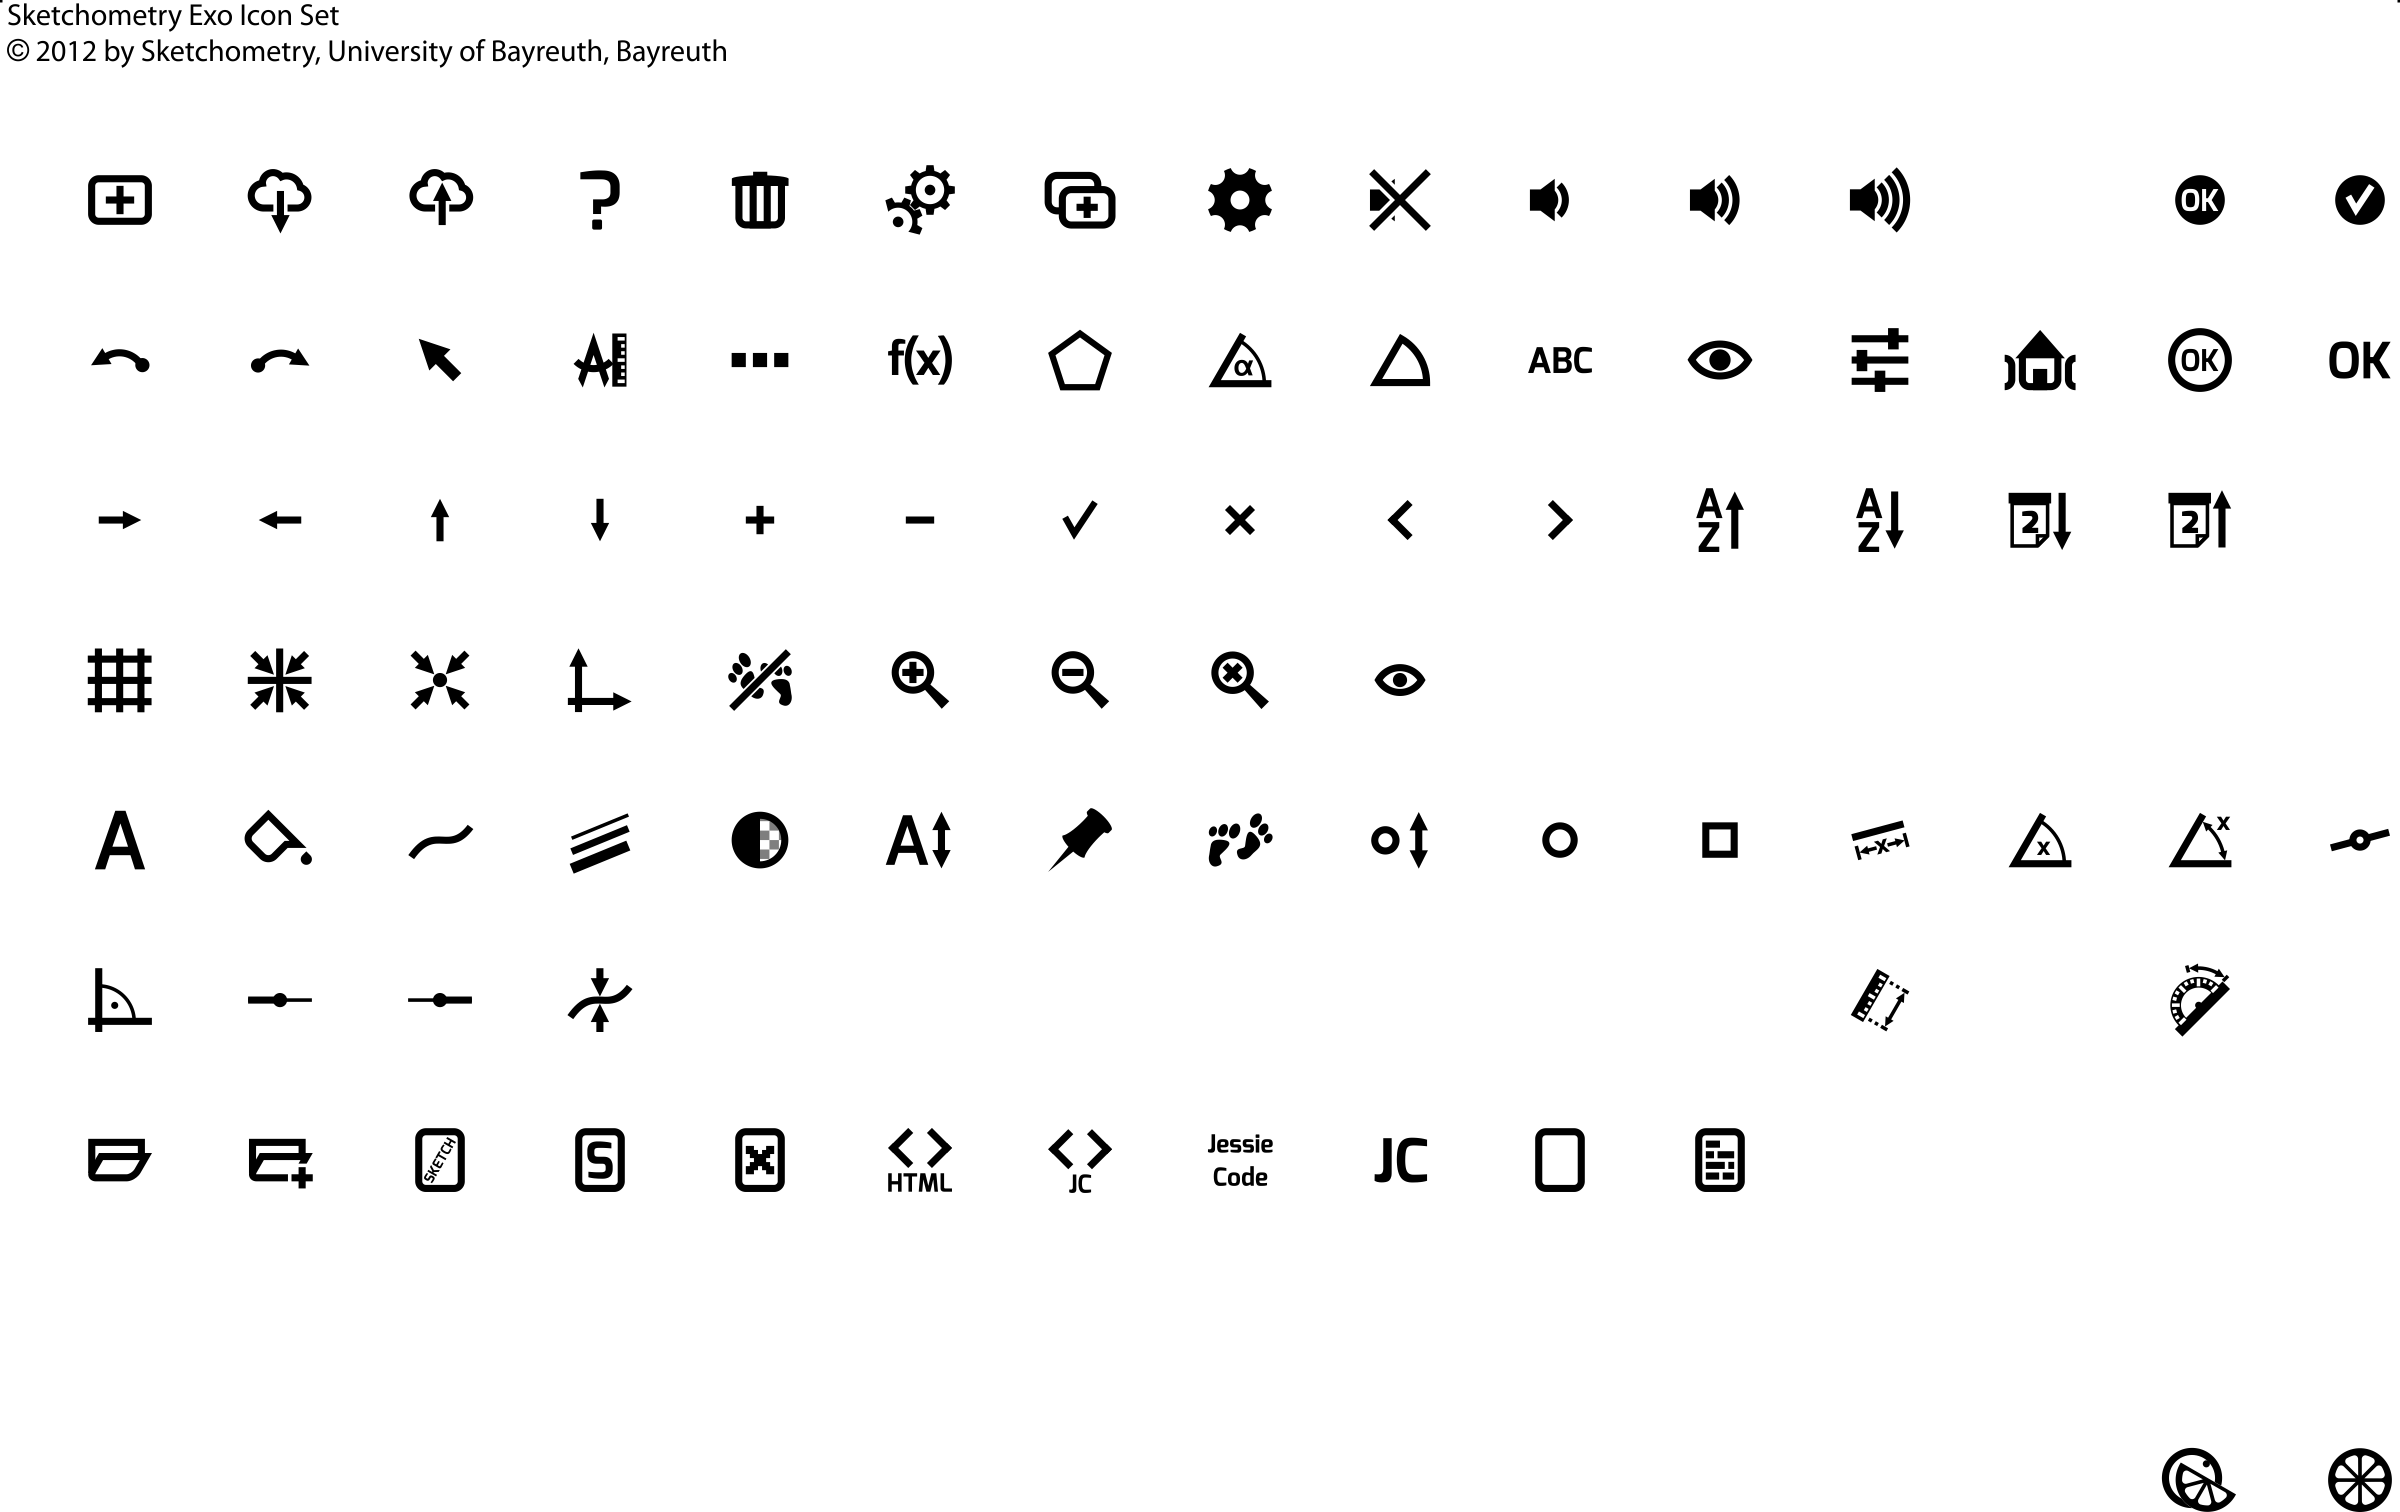 Sketchometry Exo Icon Set
© 2012 by Sketchometry, University of Bayreuth, Bayreuth
OK
f(x)
α
ABC
OK
OK
A
Z
A
Z
2
2
A
A
x
x
x
SKETCH
S
HTML
JC
Jessie
Code
JC